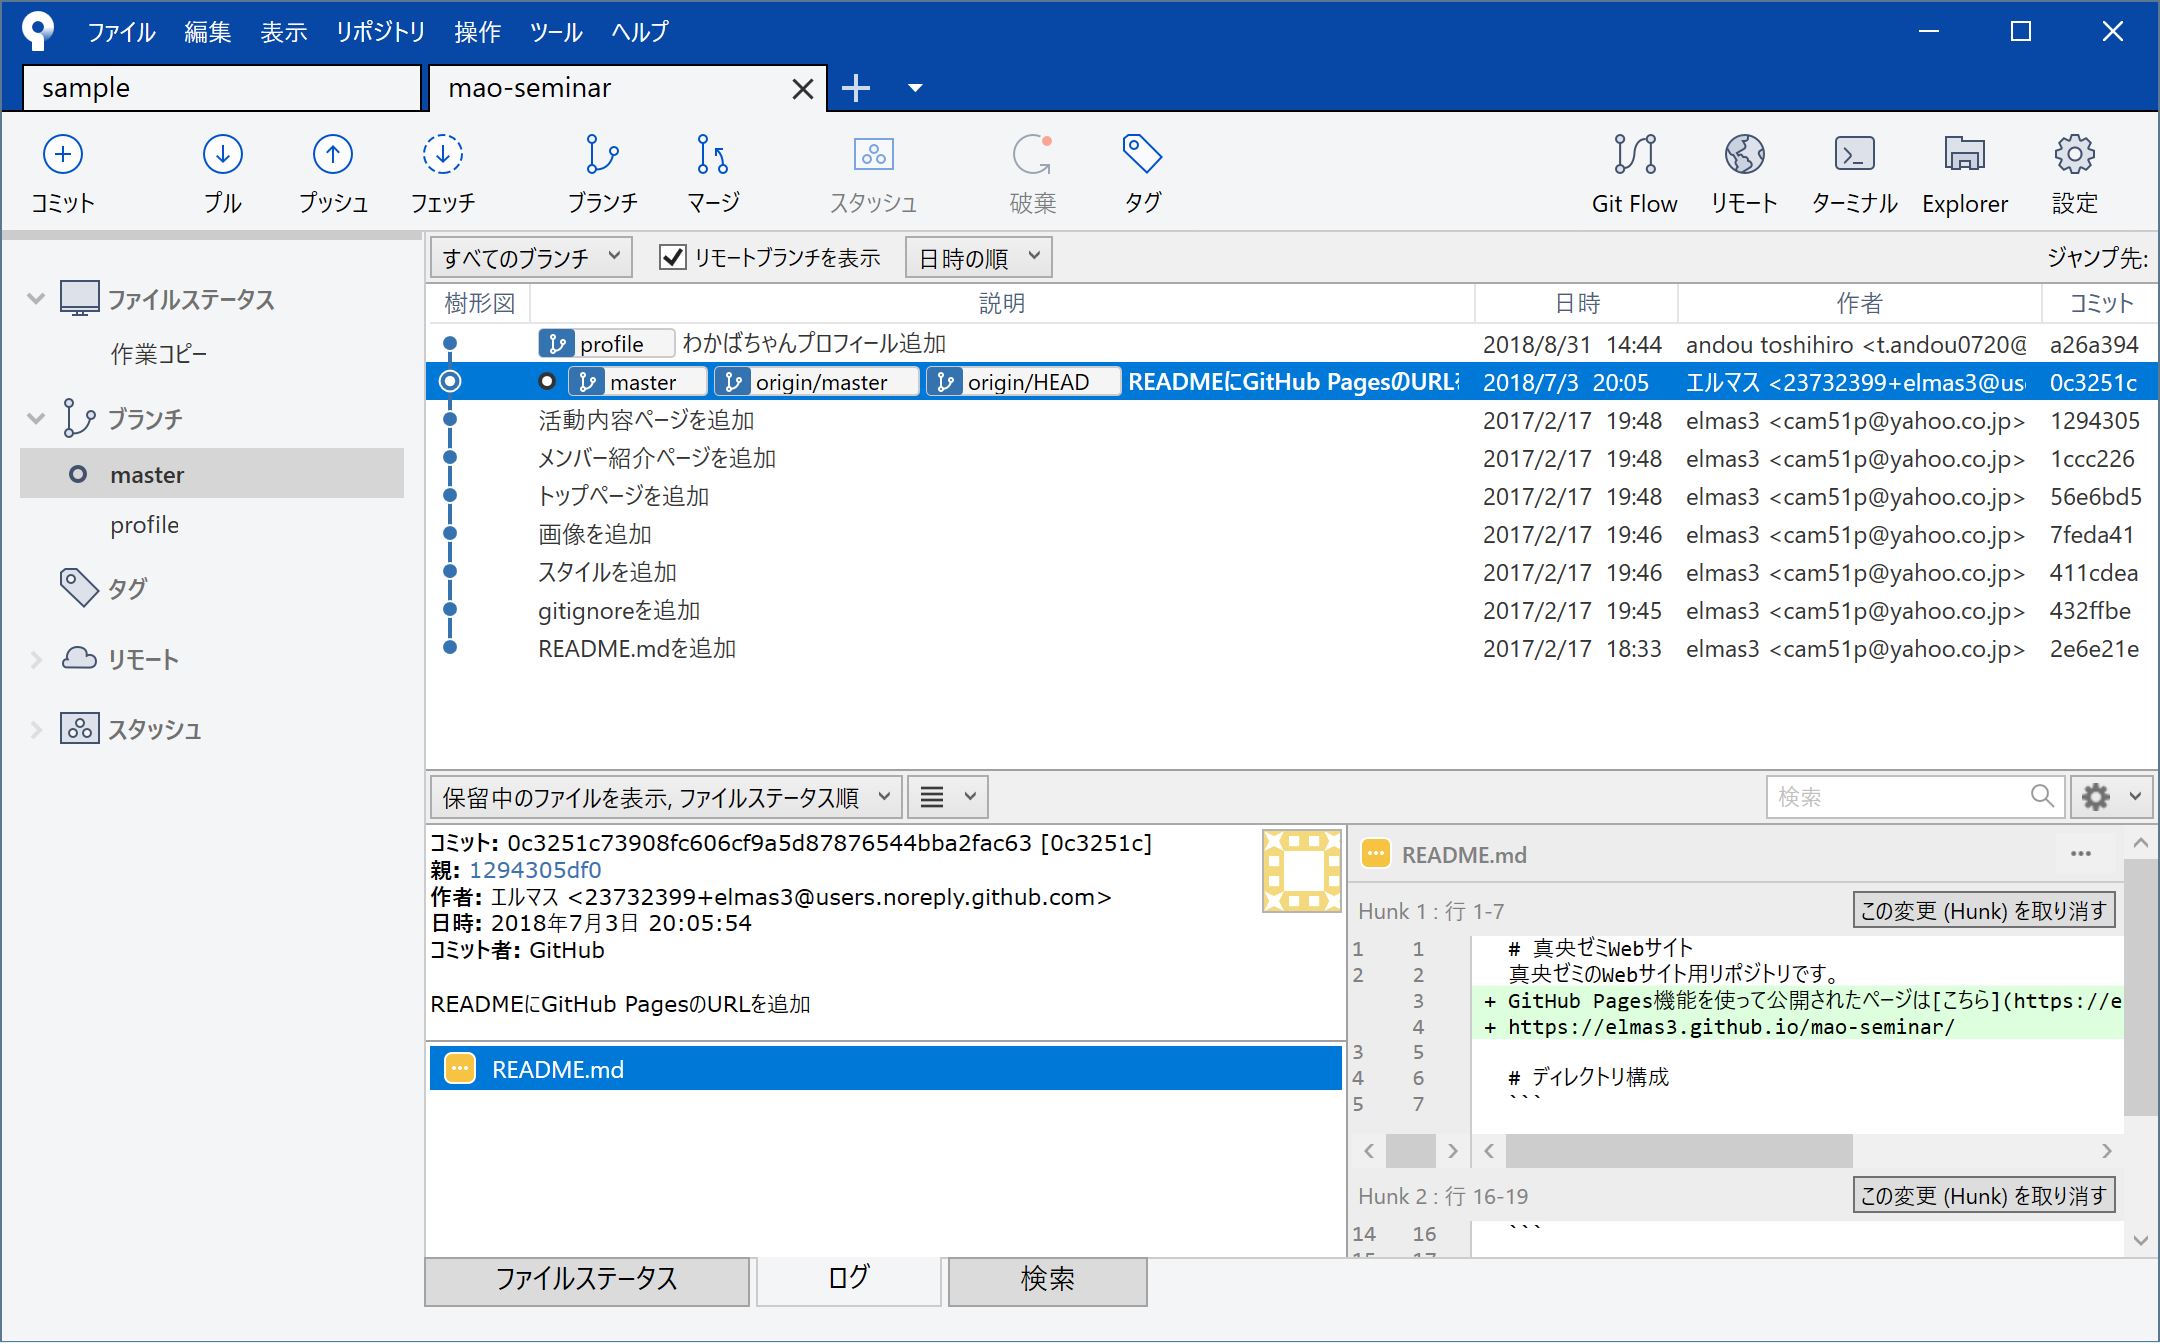 ファイル 編集 表示 リポジトリ 操作 ツール ヘルプ
sample
mao-seminar
コミット プル プッシュ フェッチ ブランチ マージ スタッシュ 破棄 タグ Git Flow リモート ターミナル Explorer 設定
ファイルステータス
作業コピー
ブランチ
master
profile
タグ
リモート
スタッシュ
すべてのブランチ リモートブランチを表示 日時の順 ジャンプ先:
樹形図 説明 日時 作者 コミット
profile わかばちゃんプロフィール追加 2018/8/31 14:44 andou toshihiro <t.andou0720@ a26a394
master origin/master origin/HEAD READMEにGitHub PagesのURLを 2018/7/3 20:05 エルマス <23732399+elmas3@us 0c3251c
活動内容ページを追加 2017/2/17 19:48 elmas3 <cam51p@yahoo.co.jp> 1294305
メンバー紹介ページを追加 2017/2/17 19:48 elmas3 <cam51p@yahoo.co.jp> 1ccc226
トップページを追加 2017/2/17 19:48 elmas3 <cam51p@yahoo.co.jp> 56e6bd5
画像を追加 2017/2/17 19:46 elmas3 <cam51p@yahoo.co.jp> 7feda41
スタイルを追加 2017/2/17 19:46 elmas3 <cam51p@yahoo.co.jp> 411cdea
gitignoreを追加 2017/2/17 19:45 elmas3 <cam51p@yahoo.co.jp> 432ffbe
README.mdを追加 2017/2/17 18:33 elmas3 <cam51p@yahoo.co.jp> 2e6e21e
保留中のファイルを表示, ファイルステータス順 検索
コミット: 0c3251c73908fc606cf9a5d87876544bba2fac63 [0c3251c]
親: 1294305df0
作者: エルマス <23732399+elmas3@users.noreply.github.com>
日時: 2018年7月3日 20:05:54
コミット者: GitHub
READMEにGitHub PagesのURLを追加
README.md
README.md
Hunk 1 : 行 1-7 この変更 (Hunk) を取り消す
1 1 # 真央ゼミWebサイト
2 2 真央ゼミのWebサイト用リポジトリです。
3 + GitHub Pages機能を使って公開されたページは[こちら](https://e
4 + https://elmas3.github.io/mao-seminar/
3 5
4 6 # ディレクトリ構成
5 7 ```
Hunk 2 : 行 16-19 この変更 (Hunk) を取り消す
14 16 ```
ファイルステータス ログ 検索